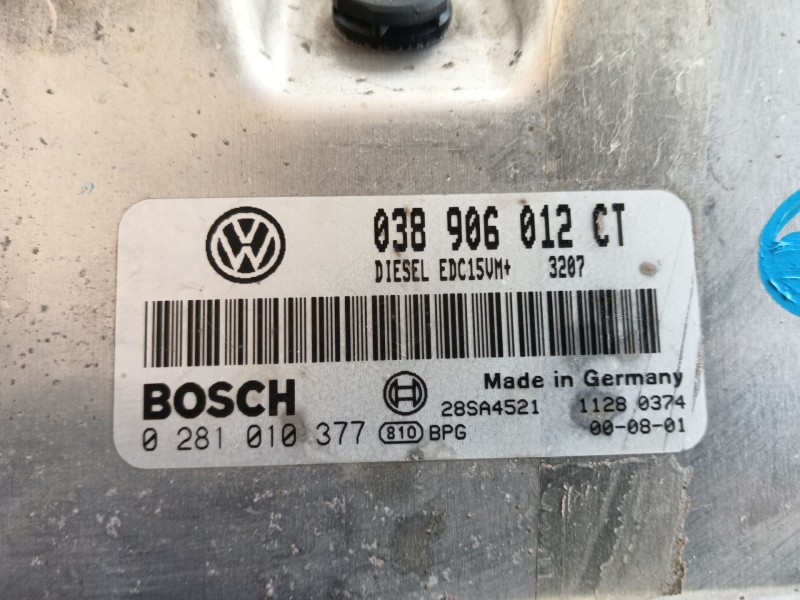 038 906 012 CT
DIESEL EDC15VM+ 3207
BOSCH
Made in Germany
28SA4521 1128 0374
0 281 010 377 810 BPG 00-08-01